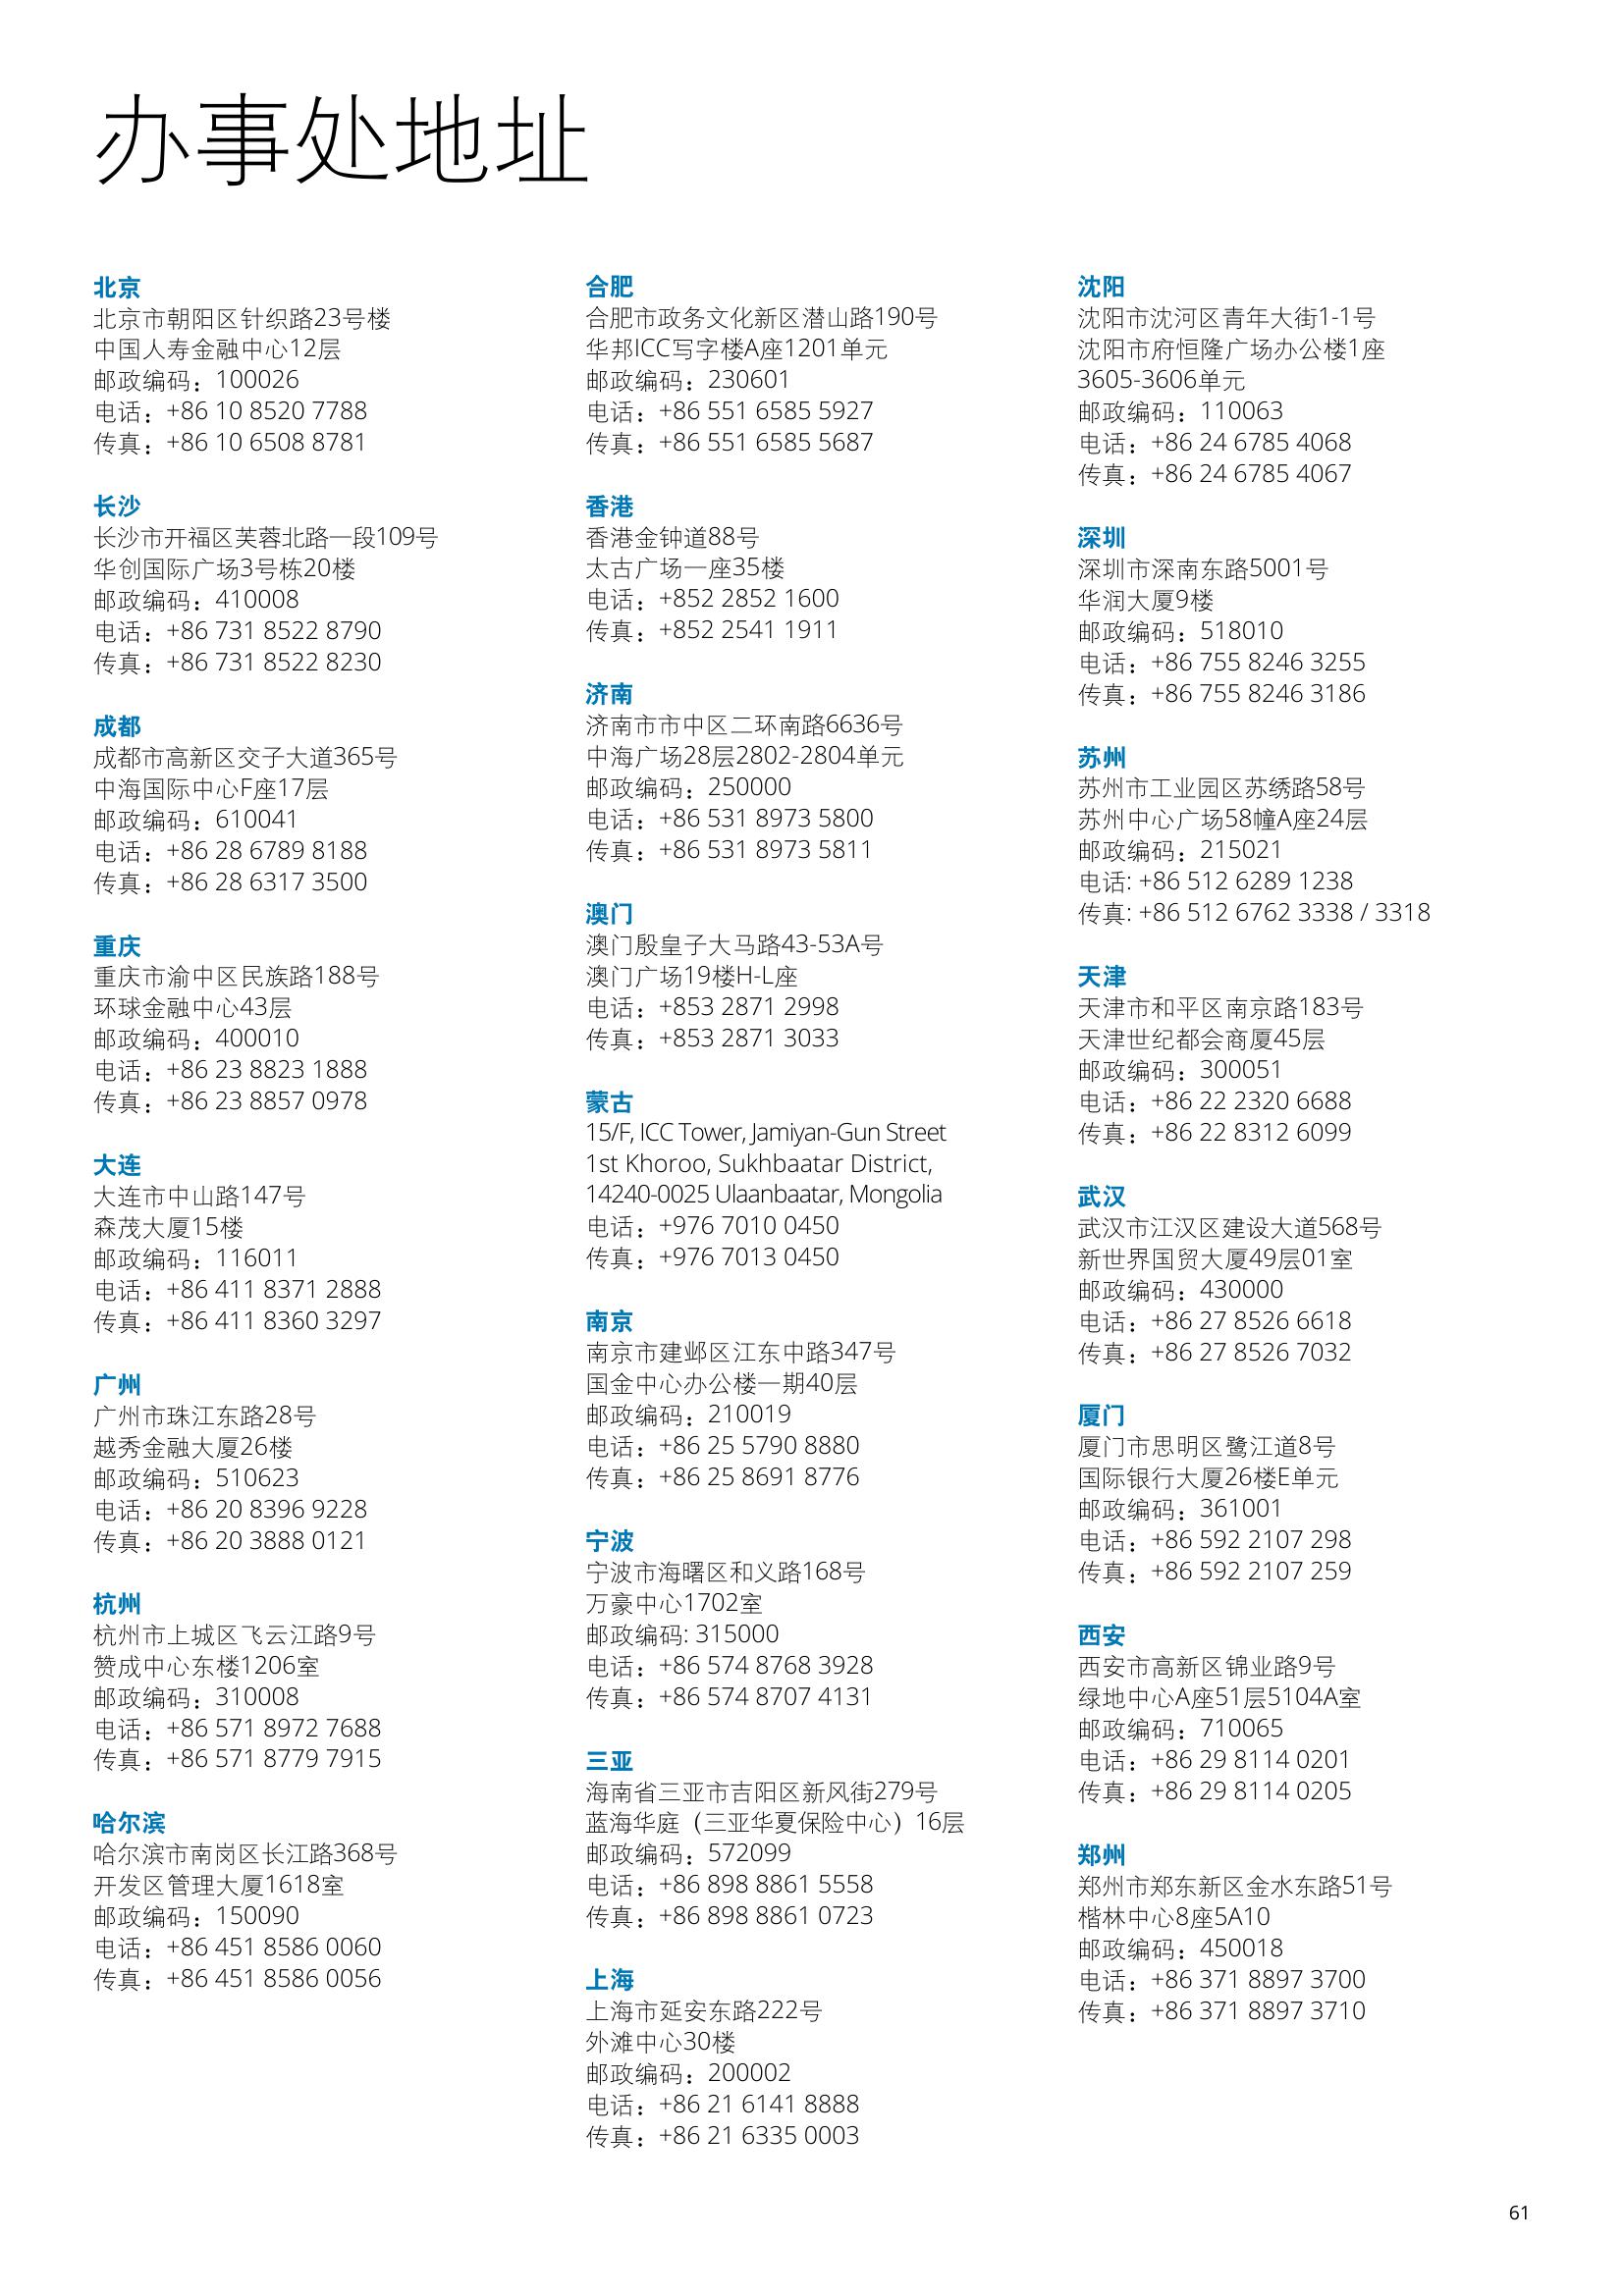 办事处地址
北京
北京市朝阳区针织路23号楼
中国人寿金融中心12层
邮政编码：100026
电话：+86 10 8520 7788
传真：+86 10 6508 8781
长沙
长沙市开福区芙蓉北路一段109号
华创国际广场3号栋20楼
邮政编码：410008
电话：+86 731 8522 8790
传真：+86 731 8522 8230
成都
成都市高新区交子大道365号
中海国际中心F座17层
邮政编码：610041
电话：+86 28 6789 8188
传真：+86 28 6317 3500
重庆
重庆市渝中区民族路188号
环球金融中心43层
邮政编码：400010
电话：+86 23 8823 1888
传真：+86 23 8857 0978
大连
大连市中山路147号
森茂大厦15楼
邮政编码：116011
电话：+86 411 8371 2888
传真：+86 411 8360 3297
广州
广州市珠江东路28号
越秀金融大厦26楼
邮政编码：510623
电话：+86 20 8396 9228
传真：+86 20 3888 0121
杭州
杭州市上城区飞云江路9号
赞成中心东楼1206室
邮政编码：310008
电话：+86 571 8972 7688
传真：+86 571 8779 7915
哈尔滨
哈尔滨市南岗区长江路368号
开发区管理大厦1618室
邮政编码：150090
电话：+86 451 8586 0060
传真：+86 451 8586 0056
合肥
合肥市政务文化新区潜山路190号
华邦ICC写字楼A座1201单元
邮政编码：230601
电话：+86 551 6585 5927
传真：+86 551 6585 5687
香港
香港金钟道88号
太古广场一座35楼
电话：+852 2852 1600
传真：+852 2541 1911
济南
济南市市中区二环南路6636号
中海广场28层2802-2804单元
邮政编码：250000
电话：+86 531 8973 5800
传真：+86 531 8973 5811
澳门
澳门殷皇子大马路43-53A号
澳门广场19楼H-L座
电话：+853 2871 2998
传真：+853 2871 3033
蒙古
15/F, ICC Tower, Jamiyan-Gun Street
1st Khoroo, Sukhbaatar District,
14240-0025 Ulaanbaatar, Mongolia
电话：+976 7010 0450
传真：+976 7013 0450
南京
南京市建邺区江东中路347号
国金中心办公楼一期40层
邮政编码：210019
电话：+86 25 5790 8880
传真：+86 25 8691 8776
宁波
宁波市海曙区和义路168号
万豪中心1702室
邮政编码: 315000
电话：+86 574 8768 3928
传真：+86 574 8707 4131
三亚
海南省三亚市吉阳区新风街279号
蓝海华庭（三亚华夏保险中心）16层
邮政编码：572099
电话：+86 898 8861 5558
传真：+86 898 8861 0723
上海
上海市延安东路222号
外滩中心30楼
邮政编码：200002
电话：+86 21 6141 8888
传真：+86 21 6335 0003
沈阳
沈阳市沈河区青年大街1-1号
沈阳市府恒隆广场办公楼1座
3605-3606单元
邮政编码：110063
电话：+86 24 6785 4068
传真：+86 24 6785 4067
深圳
深圳市深南东路5001号
华润大厦9楼
邮政编码：518010
电话：+86 755 8246 3255
传真：+86 755 8246 3186
苏州
苏州市工业园区苏绣路58号
苏州中心广场58幢A座24层
邮政编码：215021
电话: +86 512 6289 1238
传真: +86 512 6762 3338 / 3318
天津
天津市和平区南京路183号
天津世纪都会商厦45层
邮政编码：300051
电话：+86 22 2320 6688
传真：+86 22 8312 6099
武汉
武汉市江汉区建设大道568号
新世界国贸大厦49层01室
邮政编码：430000
电话：+86 27 8526 6618
传真：+86 27 8526 7032
厦门
厦门市思明区鹭江道8号
国际银行大厦26楼E单元
邮政编码：361001
电话：+86 592 2107 298
传真：+86 592 2107 259
西安
西安市高新区锦业路9号
绿地中心A座51层5104A室
邮政编码：710065
电话：+86 29 8114 0201
传真：+86 29 8114 0205
郑州
郑州市郑东新区金水东路51号
楷林中心8座5A10
邮政编码：450018
电话：+86 371 8897 3700
传真：+86 371 8897 3710
61